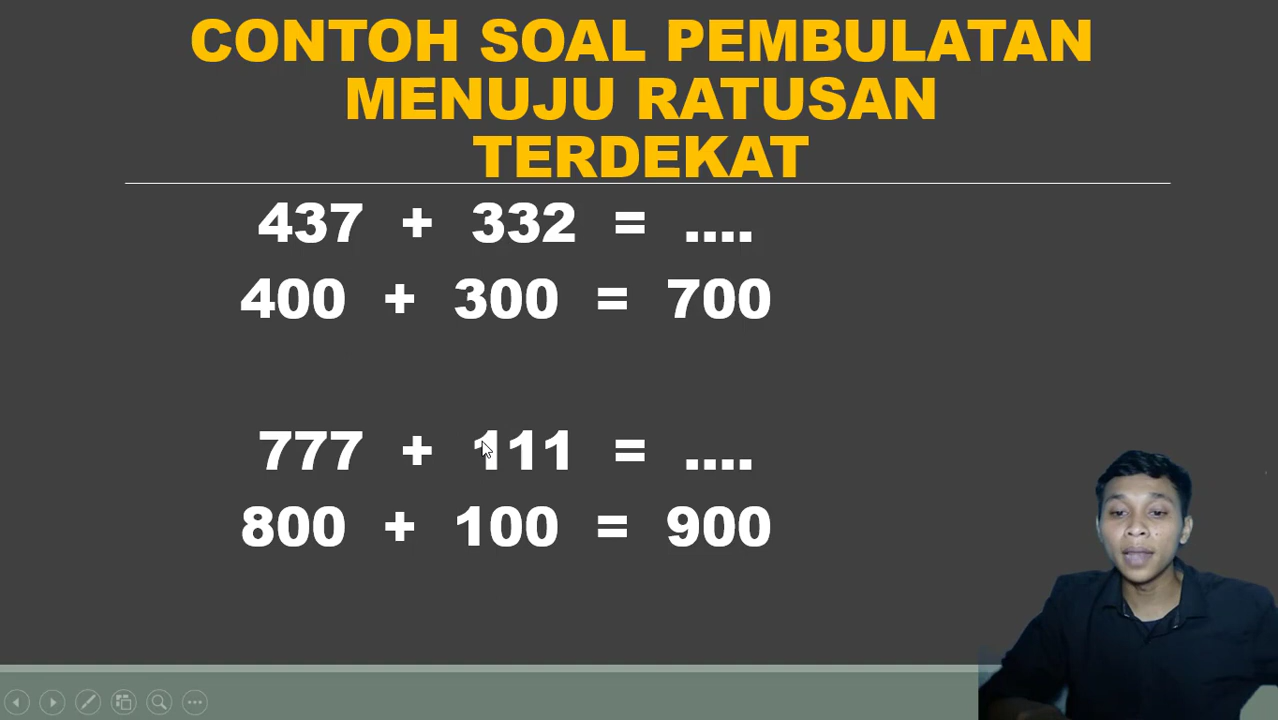 CONTOH SOAL PEMBULATAN
MENUJU RATUSAN
TERDEKAT
437 + 332 = ....
400 + 300 = 700
777 + 111 = ....
800 + 100 = 900